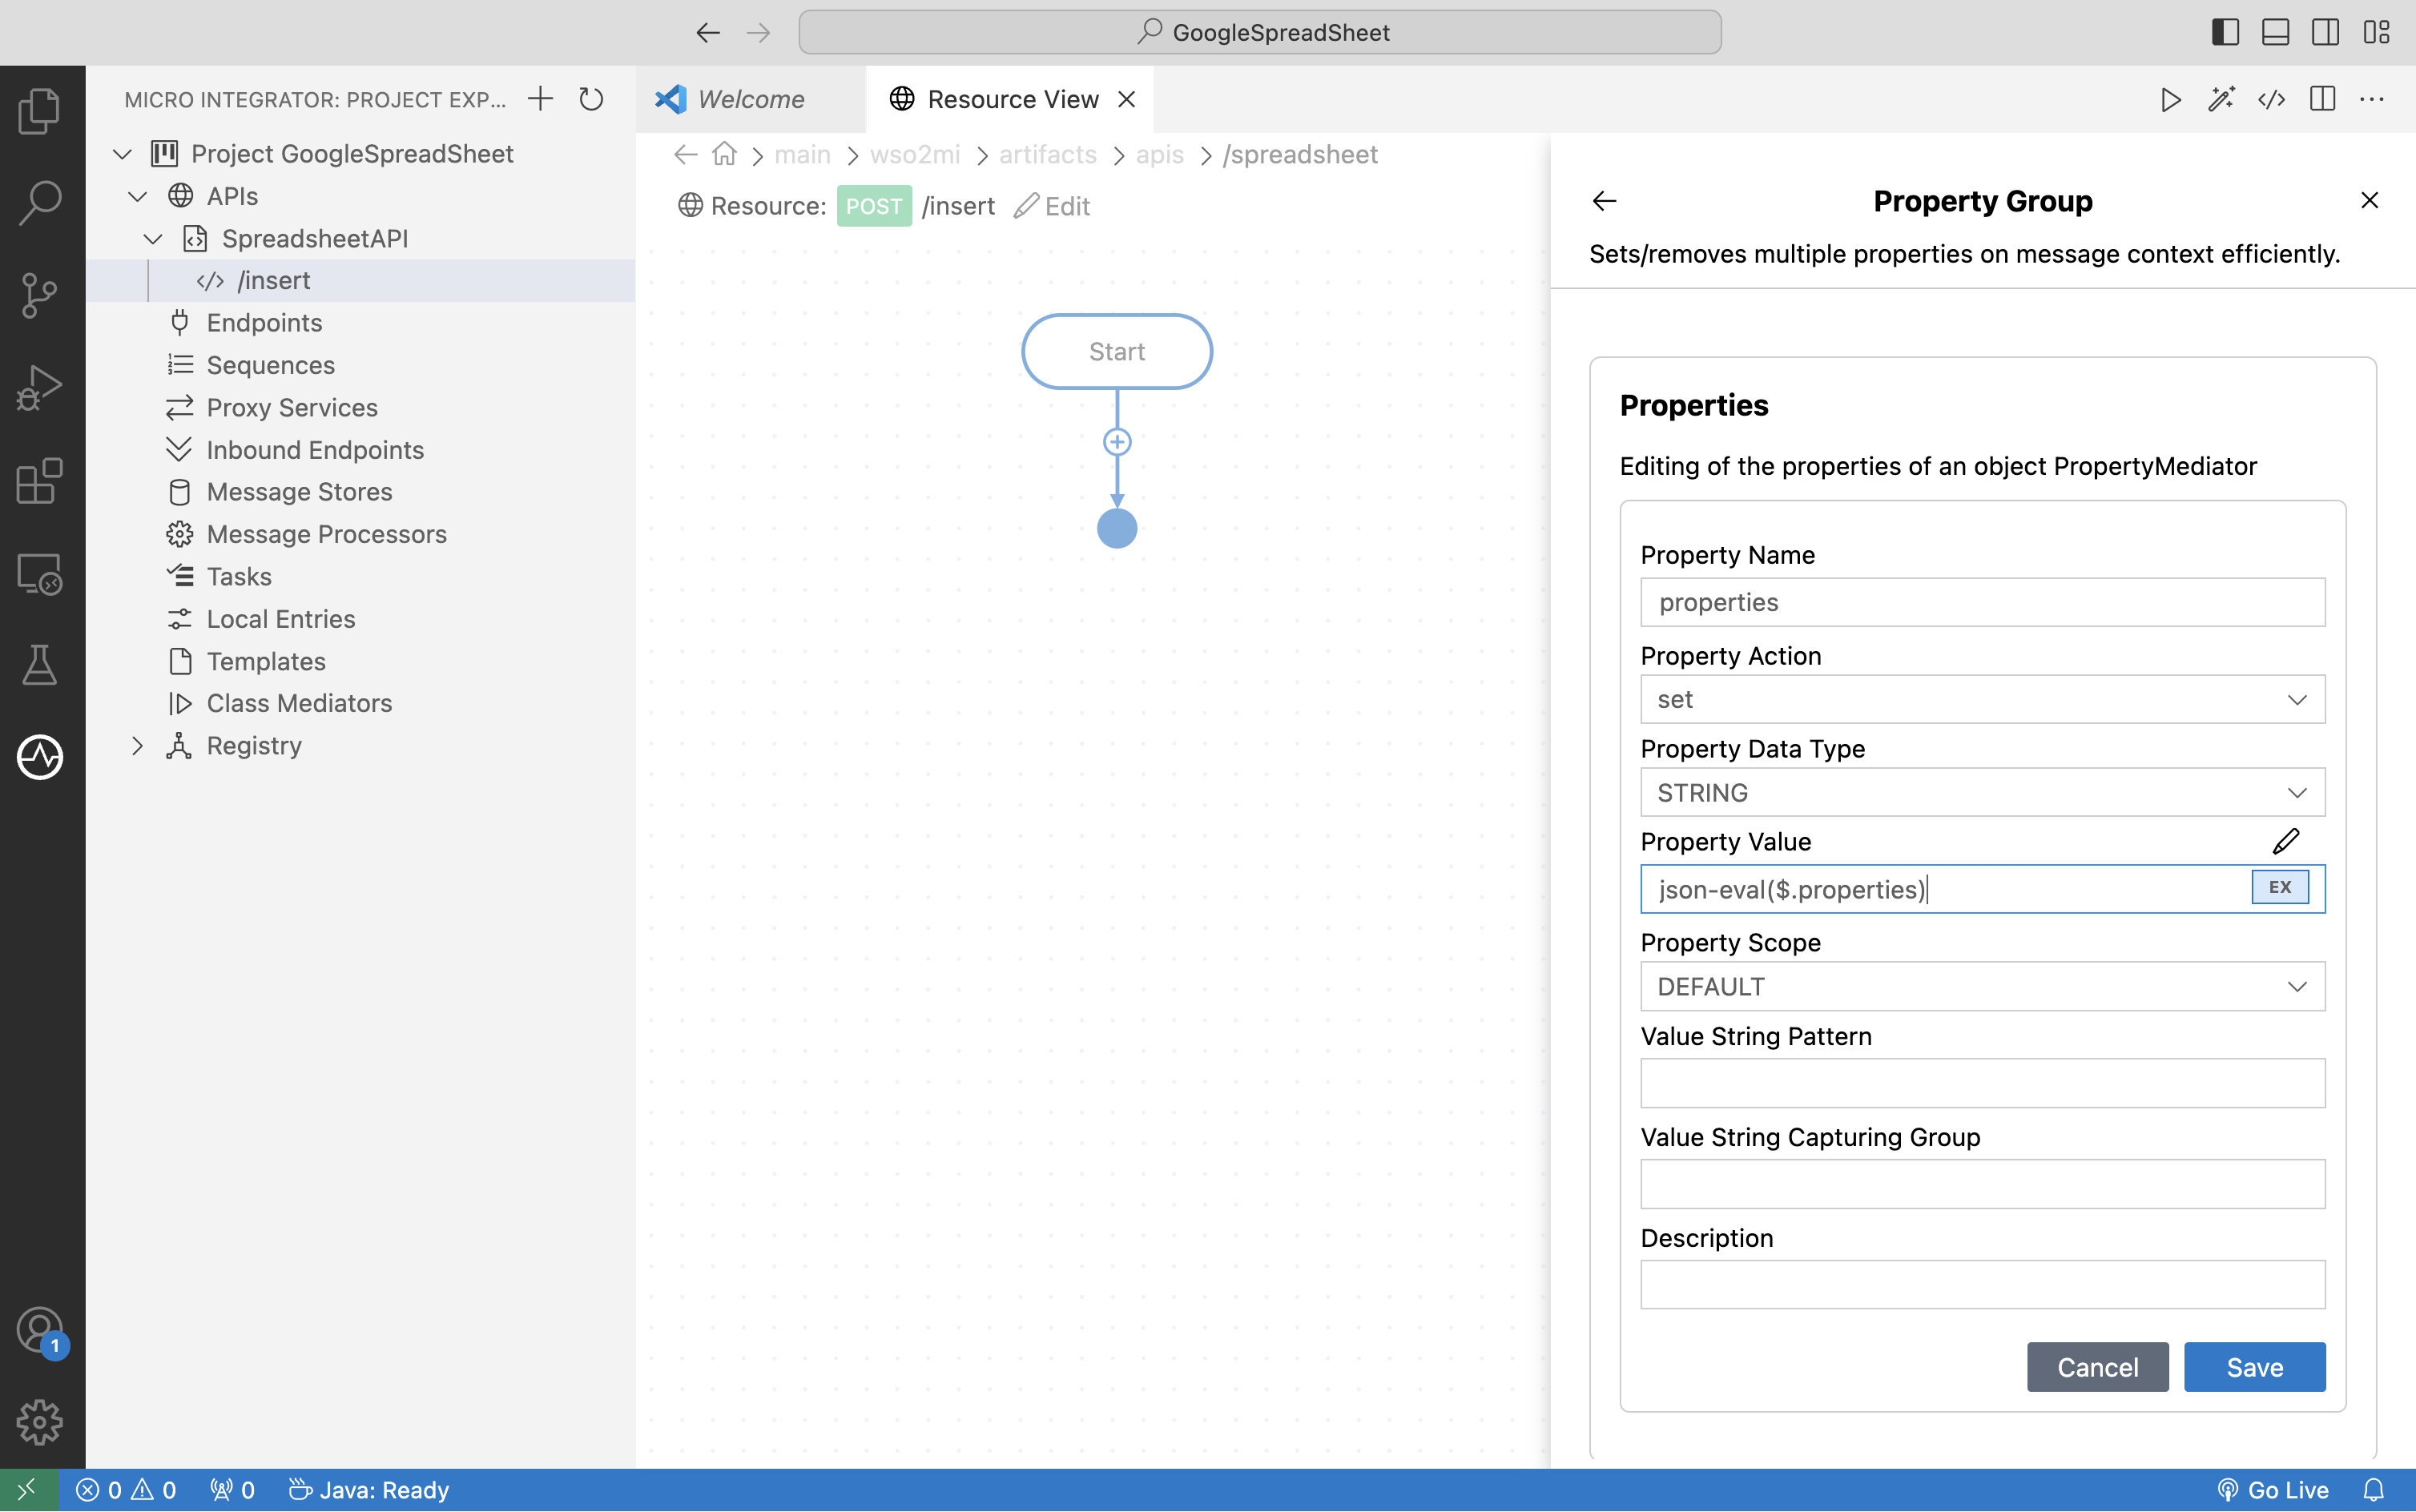 GoogleSpreadSheet
MICRO INTEGRATOR: PROJECT EXP...
Project GoogleSpreadSheet
APIs
SpreadsheetAPI
/insert
Endpoints
Sequences
Proxy Services
Inbound Endpoints
Message Stores
Message Processors
Tasks
Local Entries
Templates
Class Mediators
Registry
Welcome
Resource View
main > wso2mi > artifacts > apis > /spreadsheet
Resource: POST /insert Edit
Start
Property Group
Sets/removes multiple properties on message context efficiently.
Properties
Editing of the properties of an object PropertyMediator
Property Name
properties
Property Action
set
Property Data Type
STRING
Property Value
json-eval($.properties)
EX
Property Scope
DEFAULT
Value String Pattern
Value String Capturing Group
Description
Cancel
Save
1
0 0 0 Java: Ready
Go Live